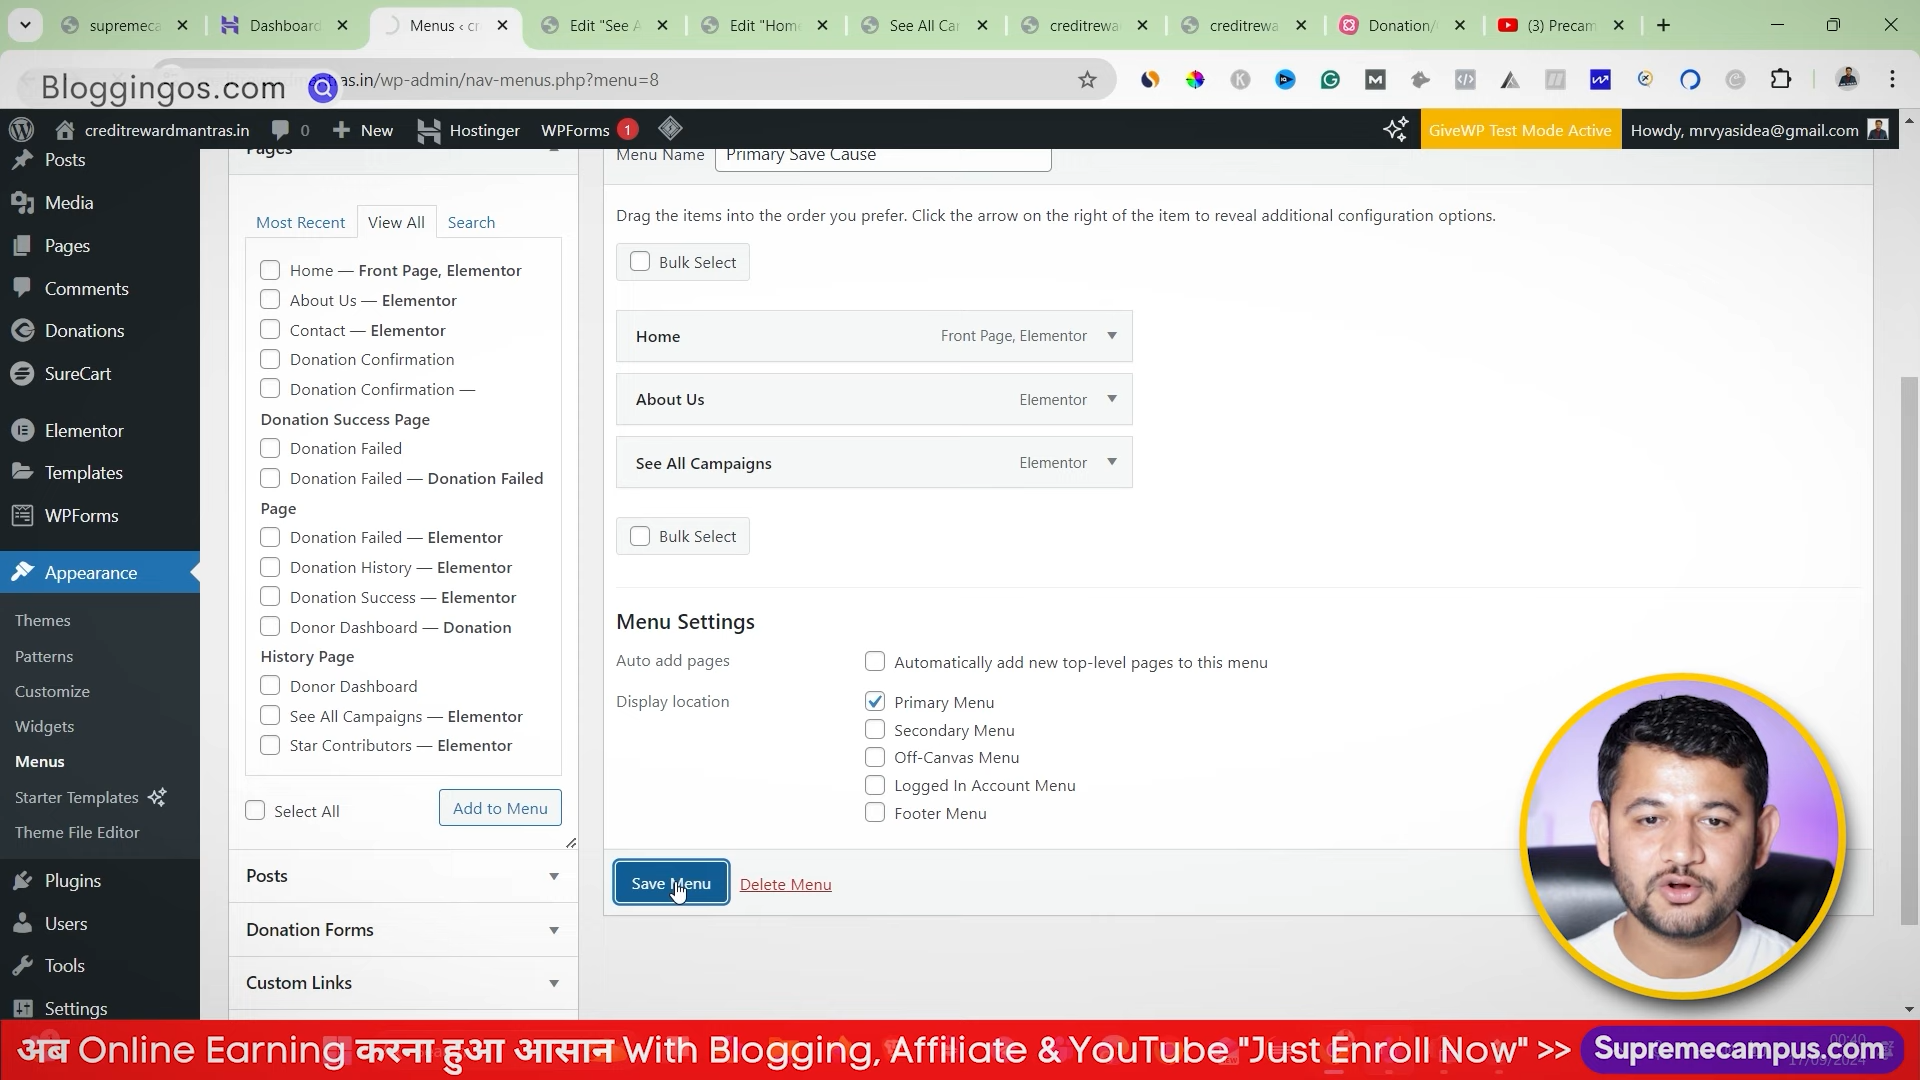 supremeca
Dashboard
Menus ‹ cr
Edit "See A
Edit "Hom
See All Car
creditrewa
creditrewa
Donation/
(3) Precam
Bloggingos.com
as.in/wp-admin/nav-menus.php?menu=8
creditrewardmantras.in
0
New
Hostinger
WPForms 1
GiveWP Test Mode Active
Howdy, mrvyasidea@gmail.com
Posts
Media
Pages
Comments
Donations
SureCart
Elementor
Templates
WPForms
Appearance
Themes
Patterns
Customize
Widgets
Menus
Starter Templates
Theme File Editor
Plugins
Users
Tools
Settings
Pages
Most Recent
View All
Search
Home — Front Page, Elementor
About Us — Elementor
Contact — Elementor
Donation Confirmation
Donation Confirmation —
Donation Success Page
Donation Failed
Donation Failed — Donation Failed
Page
Donation Failed — Elementor
Donation History — Elementor
Donation Success — Elementor
Donor Dashboard — Donation
History Page
Donor Dashboard
See All Campaigns — Elementor
Star Contributors — Elementor
Select All
Add to Menu
Posts
Donation Forms
Custom Links
Menu Name
Primary Save Cause
Drag the items into the order you prefer. Click the arrow on the right of the item to reveal additional configuration options.
Bulk Select
Home Front Page, Elementor
About Us Elementor
See All Campaigns Elementor
Bulk Select
Menu Settings
Auto add pages
Automatically add new top-level pages to this menu
Display location
Primary Menu
Secondary Menu
Off-Canvas Menu
Logged In Account Menu
Footer Menu
Save Menu
Delete Menu
अब Online Earning करना हुआ आसान With Blogging, Affiliate & YouTube "Just Enroll Now" >>
Supremecampus.com